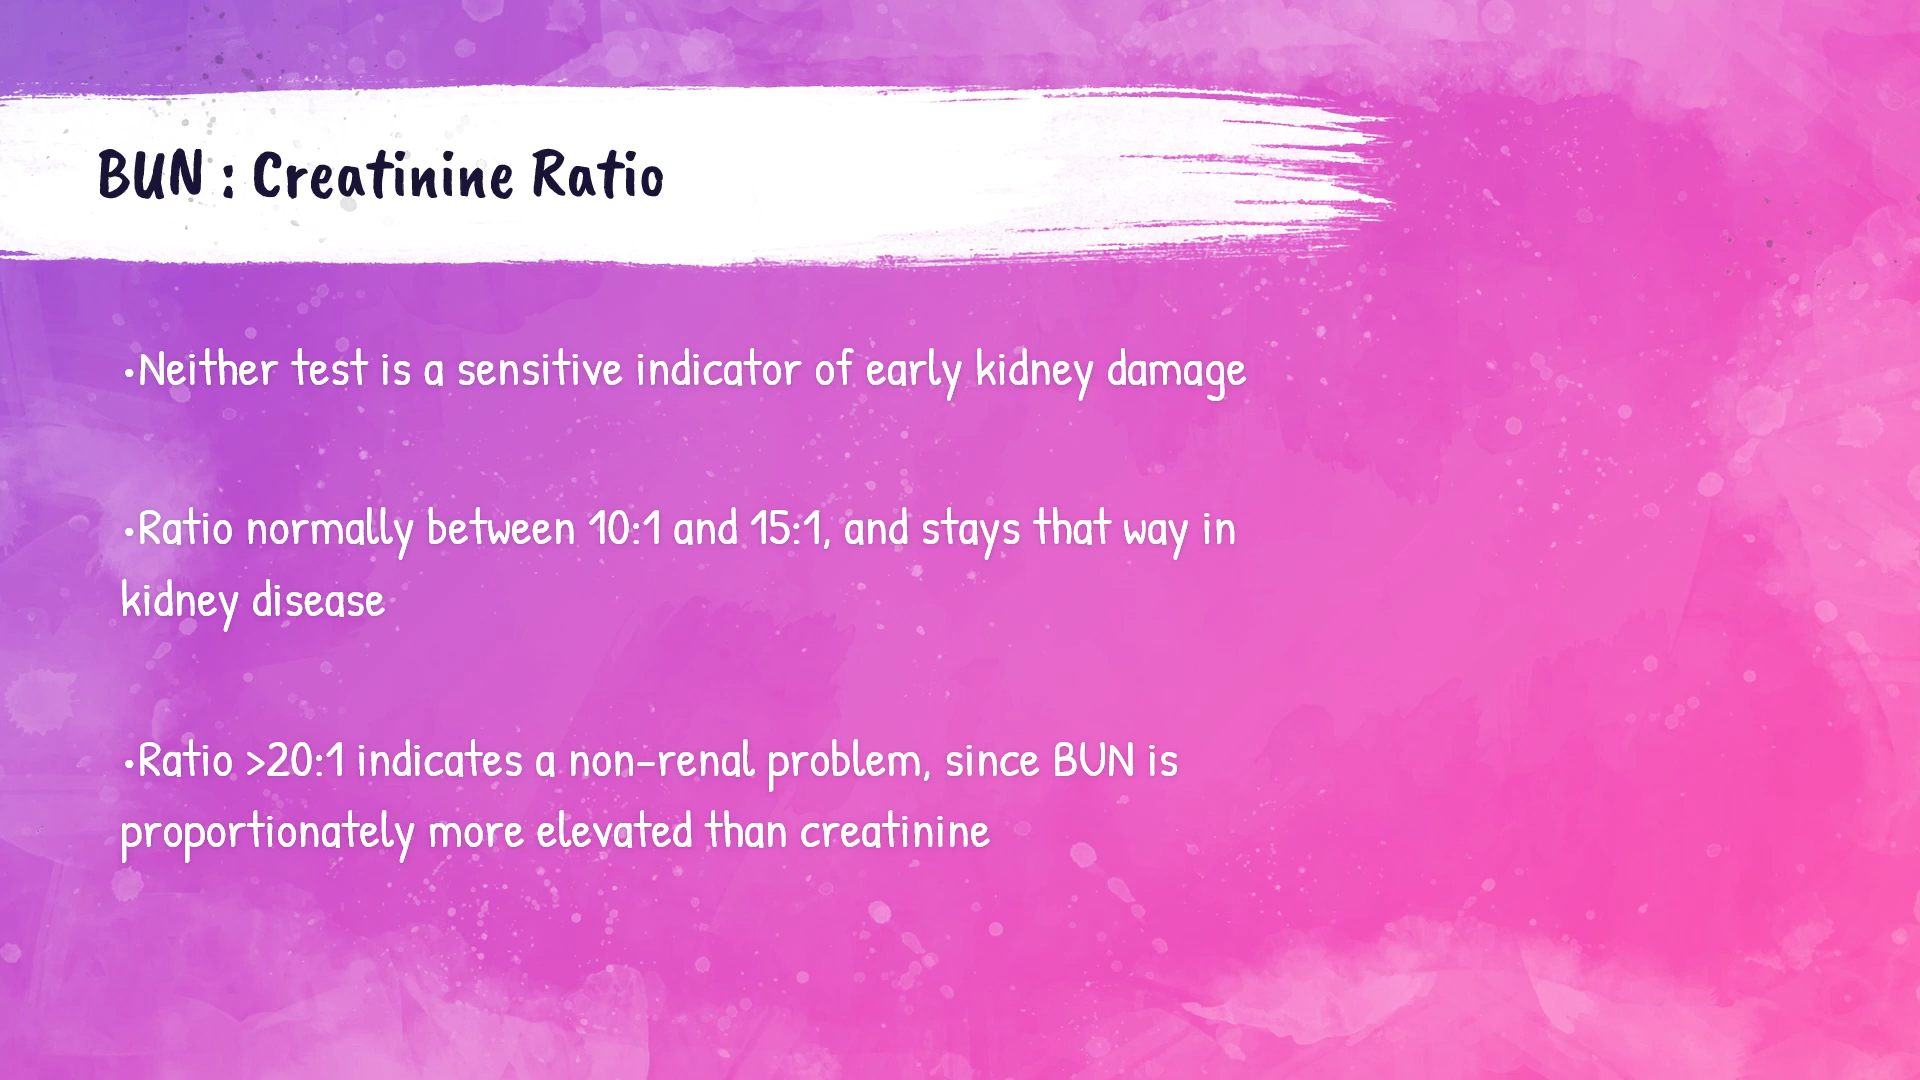 BUN : Creatinine Ratio
•Neither test is a sensitive indicator of early kidney damage
•Ratio normally between 10:1 and 15:1, and stays that way in
kidney disease
•Ratio >20:1 indicates a non-renal problem, since BUN is
proportionately more elevated than creatinine